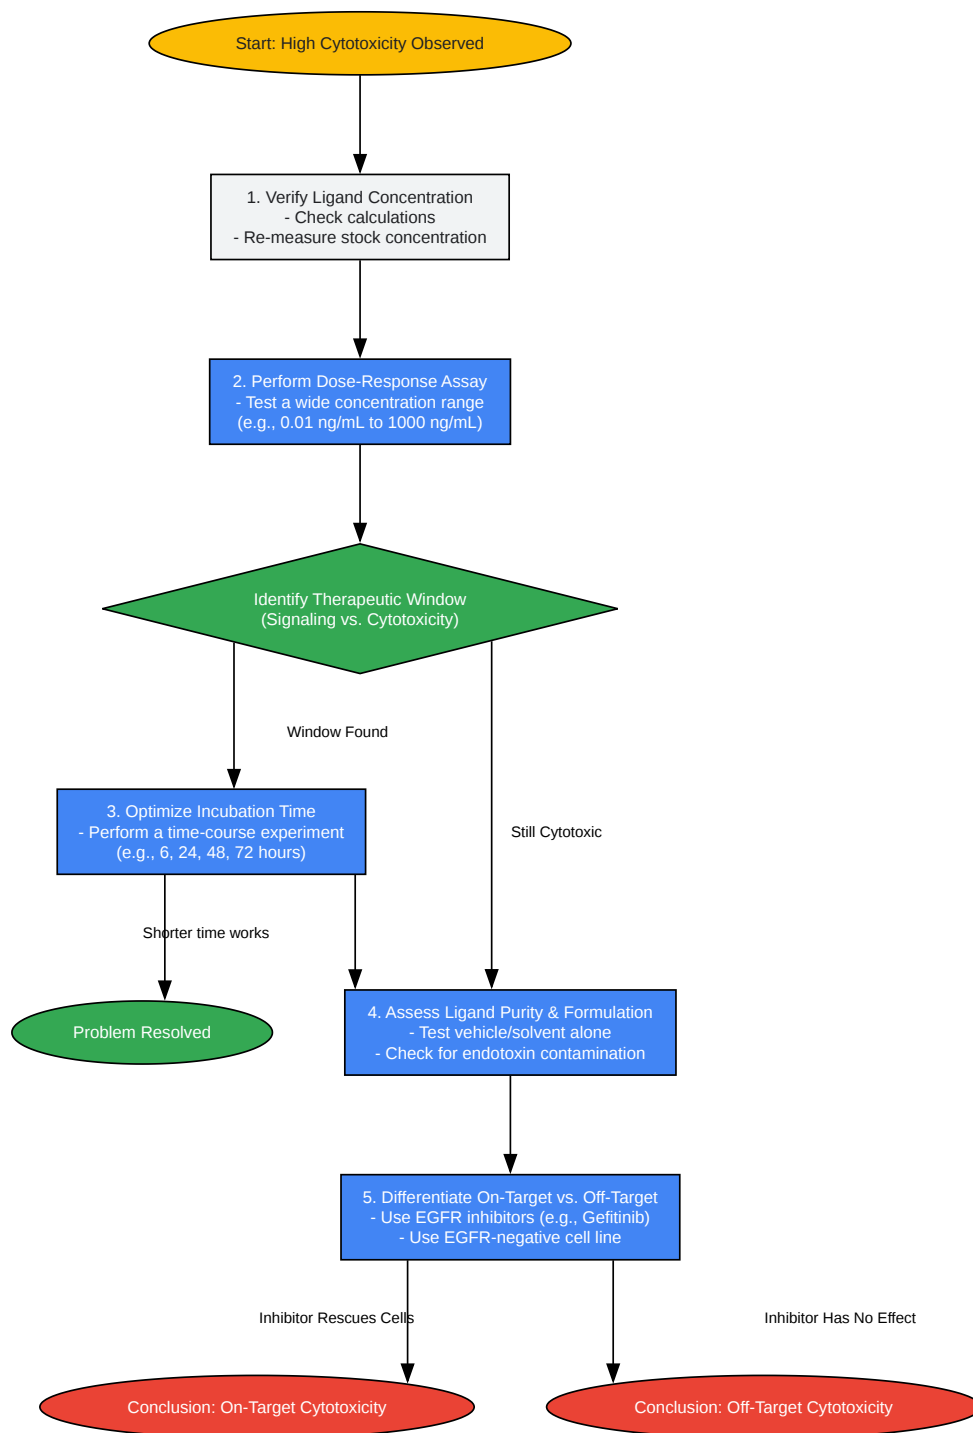 Start: High Cytotoxicity Observed
1. Verify Ligand Concentration
- Check calculations
- Re-measure stock concentration
2. Perform Dose-Response Assay
- Test a wide concentration range
(e.g., 0.01 ng/mL to 1000 ng/mL)
Identify Therapeutic Window
(Signaling vs. Cytotoxicity)
Window Found
Still Cytotoxic
3. Optimize Incubation Time
- Perform a time-course experiment
(e.g., 6, 24, 48, 72 hours)
Shorter time works
Problem Resolved
4. Assess Ligand Purity & Formulation
- Test vehicle/solvent alone
- Check for endotoxin contamination
5. Differentiate On-Target vs. Off-Target
- Use EGFR inhibitors (e.g., Gefitinib)
- Use EGFR-negative cell line
Inhibitor Rescues Cells
Inhibitor Has No Effect
Conclusion: On-Target Cytotoxicity
Conclusion: Off-Target Cytotoxicity